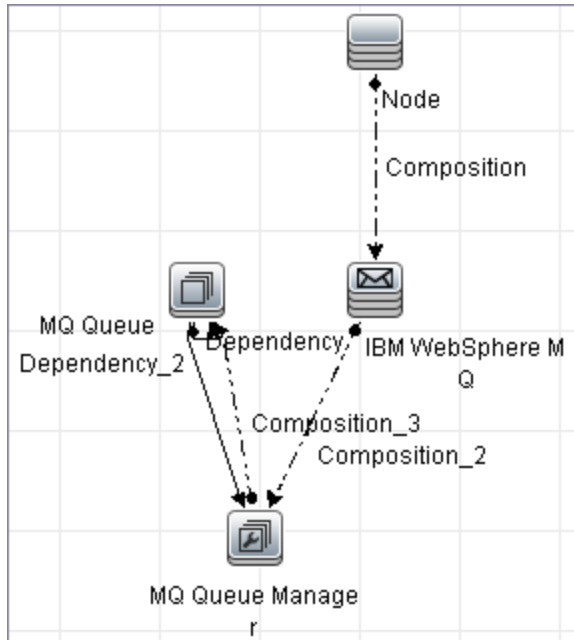 Node
Composition
MQ Queue
Dependency
IBM WebSphere M
Q
Dependency_2
Composition_3
Composition_2
MQ Queue Manage
r